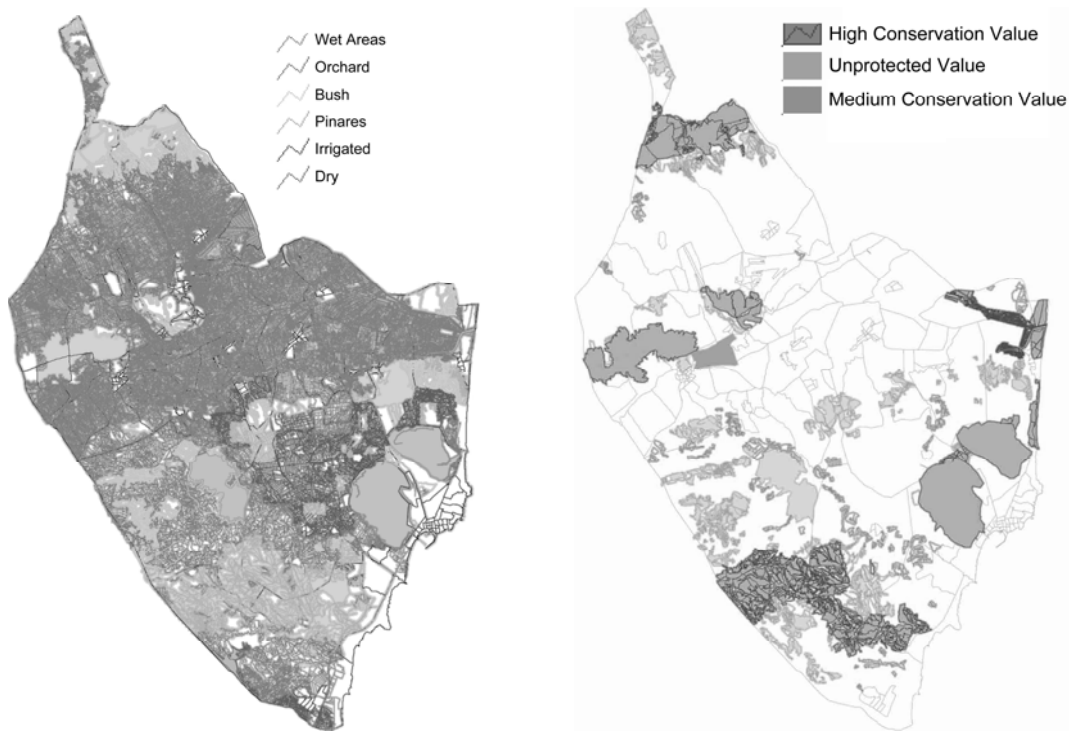 Wet Areas
Orchard
Bush
Pinares
Irrigated
Dry
High Conservation Value
Unprotected Value
Medium Conservation Value